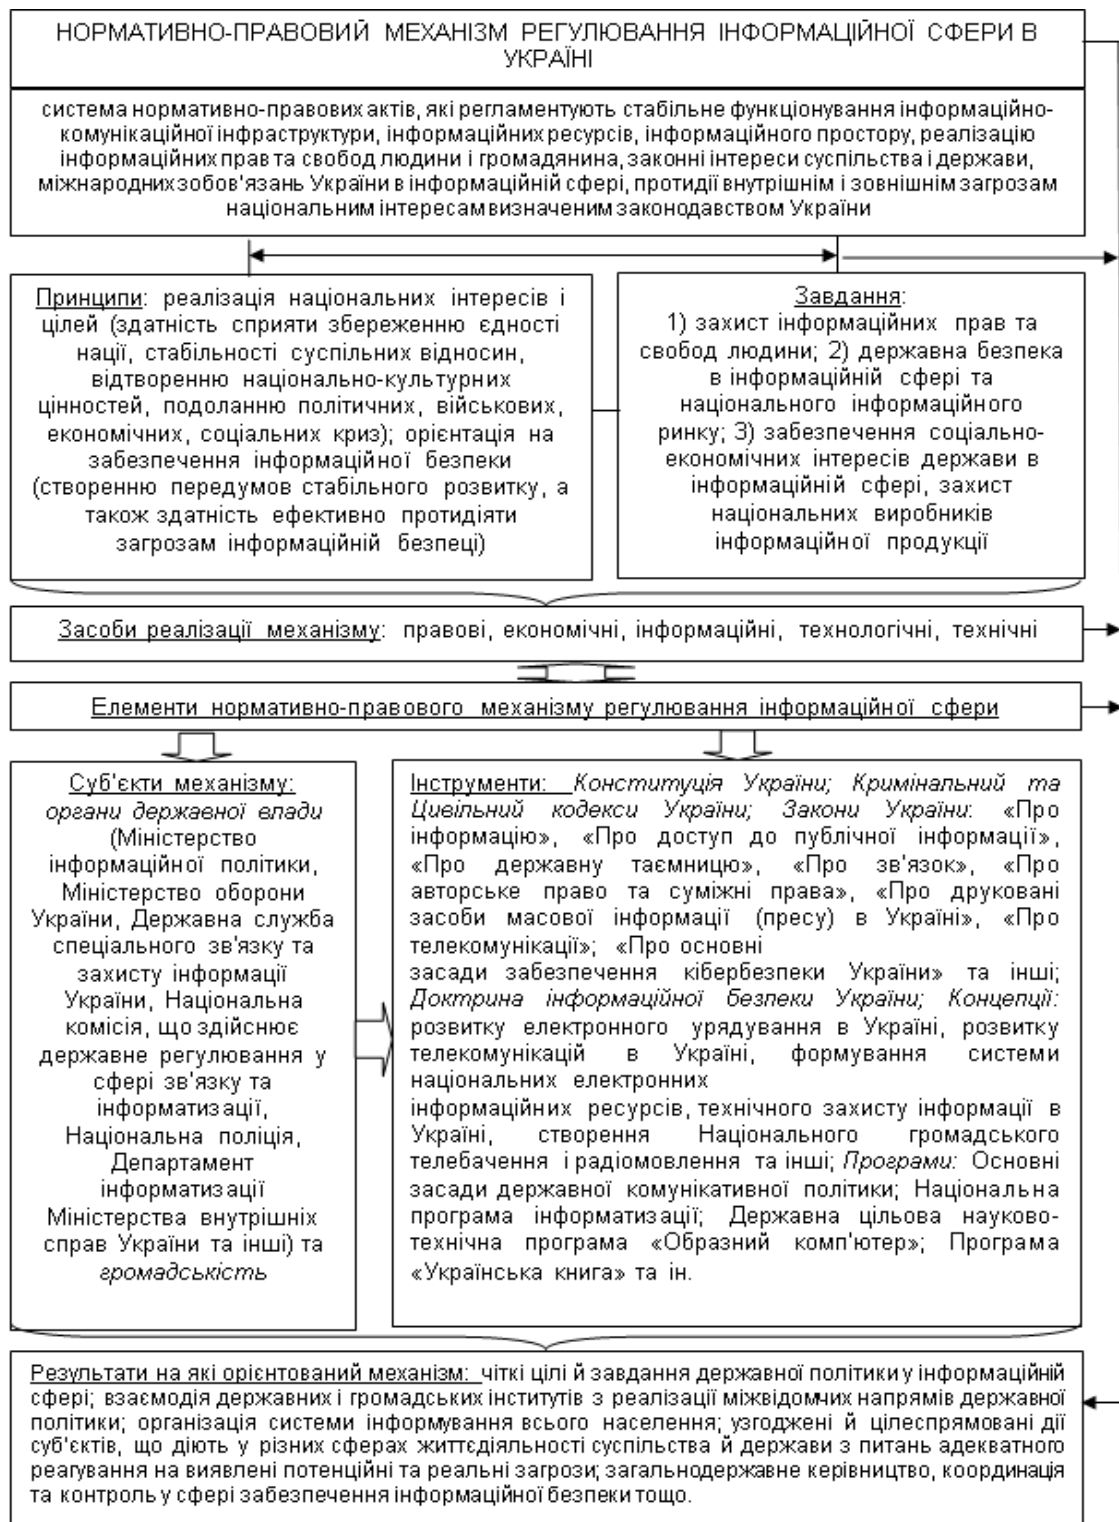 НОРМАТИВНО-ПРАВОВИЙ МЕХАНІЗМ РЕГУЛЮВАННЯ ІНФОРМАЦІЙНОЇ СФЕРИ В
УКРАЇНІ
система нормативно-правових актів, які регламентують стабільне функціонування інформаційно-
комунікаційної інфраструктури, інформаційних ресурсів, інформаційного простору, реалізацію
інформаційних прав та свобод людини і громадянина, законні інтереси суспільства і держави,
міжнародних зобов'язань України в інформаційній сфері, протидії внутрішнім і зовнішнім загрозам
національним інтересам визначеним законодавством України
Принципи: реалізація національних інтересів і
цілей (здатність сприяти збереженню єдності
нації, стабільності суспільних відносин,
відтворенню національно-культурних
цінностей, подоланню політичних, військових,
економічних, соціальних криз); орієнтація на
забезпечення інформаційної безпеки
(створенню передумов стабільного розвитку, а
також здатність ефективно протидіяти
загрозам інформаційній безпеці)
Завдання:
1) захист інформаційних прав та
свобод людини; 2) державна безпека
в інформаційній сфері та
національного інформаційного
ринку; 3) забезпечення соціально-
економічних інтересів держави в
інформаційній сфері, захист
національних виробників
інформаційної продукції
Засоби реалізації механізму: правові, економічні, інформаційні, технологічні, технічні
Елементи нормативно-правового механізму регулювання інформаційної сфери
Суб'єкти механізму:
органи державної влади
(Міністерство
інформаційної політики,
Міністерство оборони
України, Державна служба
спеціального зв'язку та
захисту інформації
України, Національна
комісія, що здійснює
державне регулювання у
сфері зв'язку та
інформатизації,
Національна поліція,
Департамент
інформатизації
Міністерства внутрішніх
справ України та інші) та
громадськість
Інструменти: Конституція України; Кримінальний та
Цивільний кодекси України; Закони України: «Про
інформацію», «Про доступ до публічної інформації»,
«Про державну таємницю», «Про зв'язок», «Про
авторське право та суміжні права», «Про друковані
засоби масової інформації (пресу) в Україні», «Про
телекомунікації»; «Про основні
засади забезпечення кібербезпеки України» та інші;
Доктрина інформаційної безпеки України; Концепції:
розвитку електронного урядування в Україні, розвитку
телекомунікацій в Україні, формування системи
національних електронних
інформаційних ресурсів, технічного захисту інформації в
Україні, створення Національного громадського
телебачення і радіомовлення та інші; Програми: Основні
засади державної комунікативної політики; Національна
програма інформатизації; Державна цільова науково-
технічна програма «Образний комп'ютер»; Програма
«Українська книга» та ін.
Результати на які орієнтований механізм: чіткі цілі й завдання державної політики у інформаційній
сфері; взаємодія державних і громадських інститутів з реалізації міжвідомчих напрямів державної
політики; організація системи інформування всього населення; узгоджені й цілеспрямовані дії
суб'єктів, що діють у різних сферах життєдіяльності суспільства й держави з питань адекватного
реагування на виявлені потенційні та реальні загрози; загальнодержавне керівництво, координація
та контроль у сфері забезпечення інформаційної безпеки тощо.